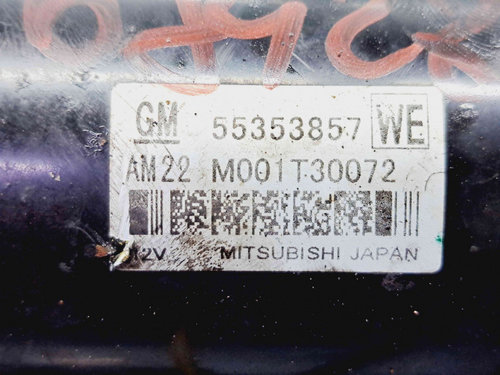 GM 55353857 WE
AM22 M001T30072
12V MITSUBISHI JAPAN